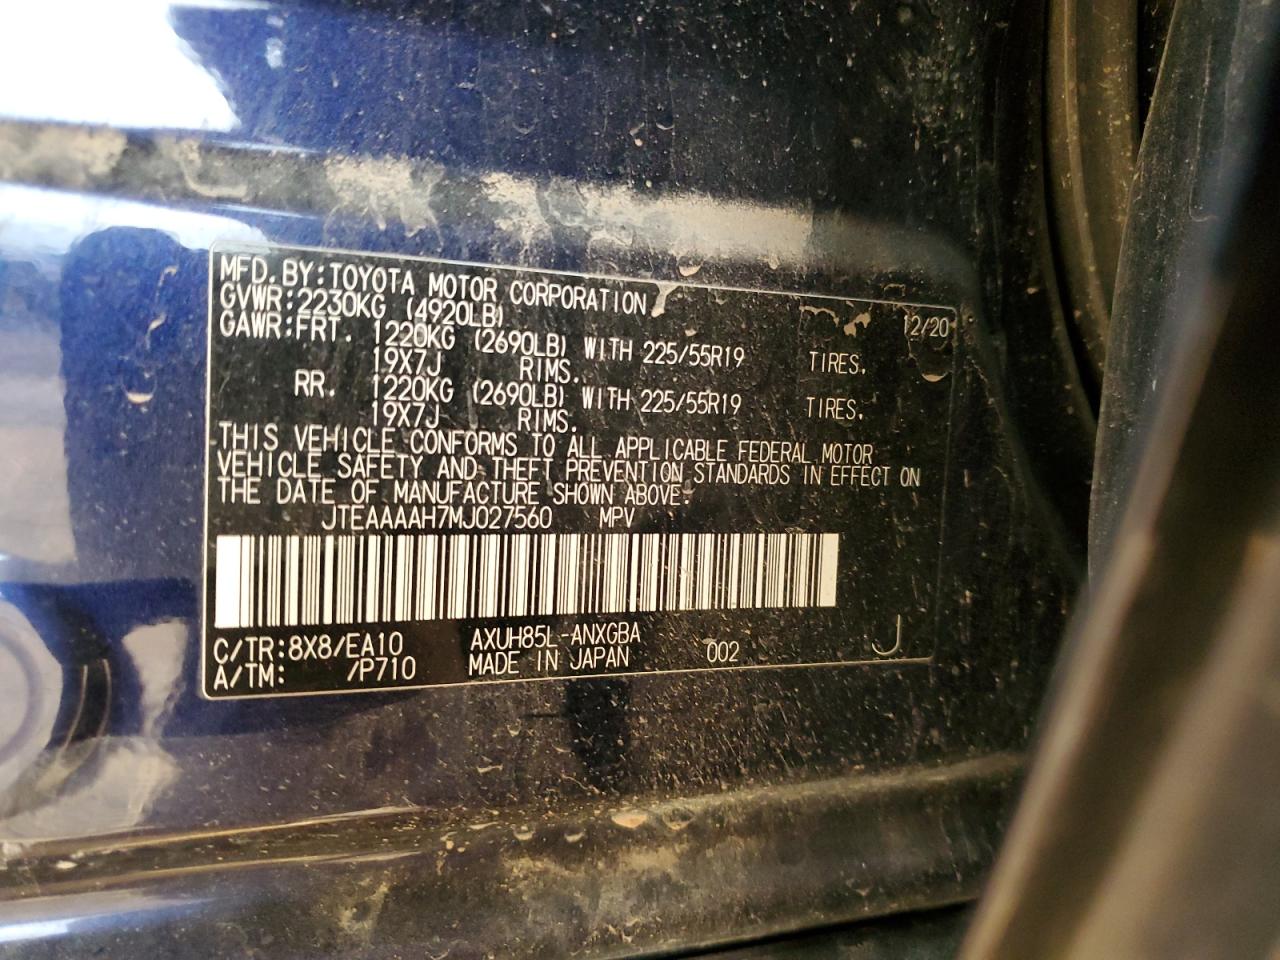 MFD. BY: TOYOTA MOTOR CORPORATION 12/20
GVWR: 2230KG (4920LB)
GAWR: FRT. 1220KG (2690LB) WITH 225/55R19 TIRES.
19X7J RIMS.
RR. 1220KG (2690LB) WITH 225/55R19 TIRES.
19X7J RIMS.
THIS VEHICLE CONFORMS TO ALL APPLICABLE FEDERAL MOTOR
VEHICLE SAFETY AND THEFT PREVENTION STANDARDS IN EFFECT ON
THE DATE OF MANUFACTURE SHOWN ABOVE.
JTEAAAAH7MJ027560 MPV
C/TR: 8X8/EA10 AXUH85L-ANXGBA
A/TM: /P710 MADE IN JAPAN 002 J